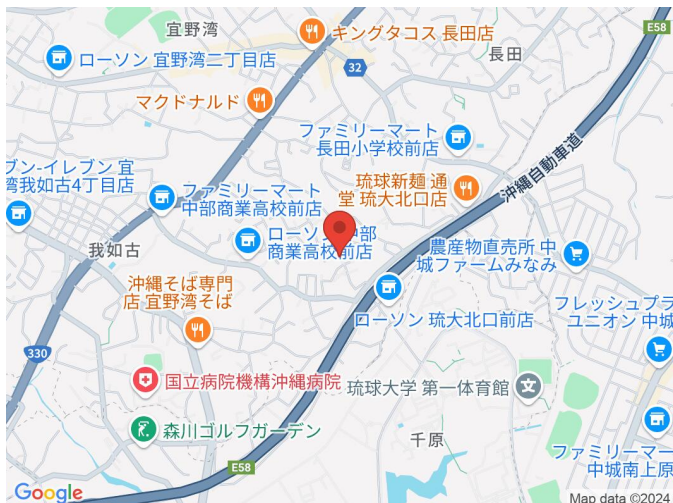 宜野湾
キングタコス 長田店
E58
ローソン 宜野湾二丁目店
32
長田
マクドナルド
ファミリーマート
長田小学校前店
沖縄自動車道
ブン-イレブン 宜
湾我如古4丁目店
琉球新麺 通
堂 琉大北口店
ファミリーマート
中部商業高校前店
ローソン 中部
商業高校前店
我如古
農産物直売所 中
城ファームみなみ
沖縄そば専門
店 宜野湾そば
ローソン 琉大北口前店
フレッシュプラ
ユニオン 中城
330
国立病院機構沖縄病院
琉球大学 第一体育館
森川ゴルフガーデン
千原
ファミリーマー
中城南上原
E58
Google
Map data ©2024